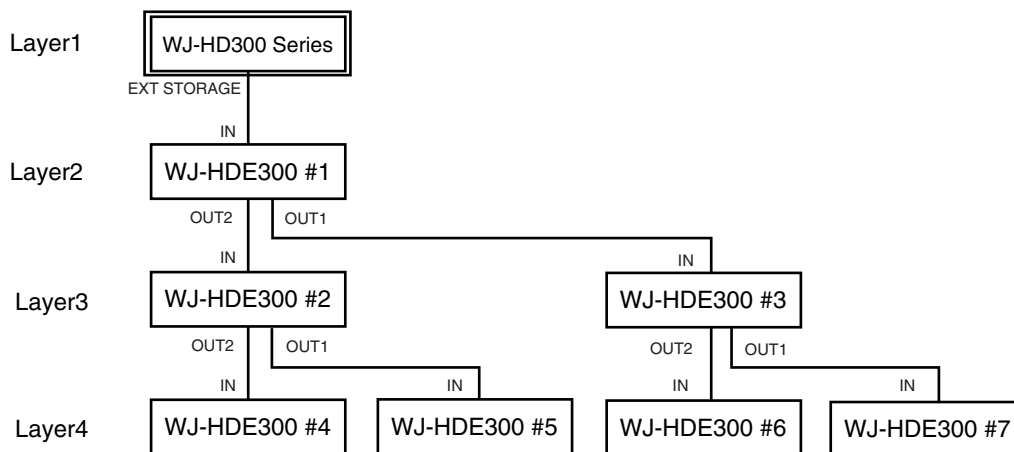 Layer1
WJ-HD300 Series
EXT STORAGE
IN
Layer2
WJ-HDE300 #1
OUT2 OUT1
IN IN
Layer3
WJ-HDE300 #2 WJ-HDE300 #3
OUT2 OUT1 OUT2 OUT1
IN IN IN IN
Layer4
WJ-HDE300 #4 WJ-HDE300 #5 WJ-HDE300 #6 WJ-HDE300 #7